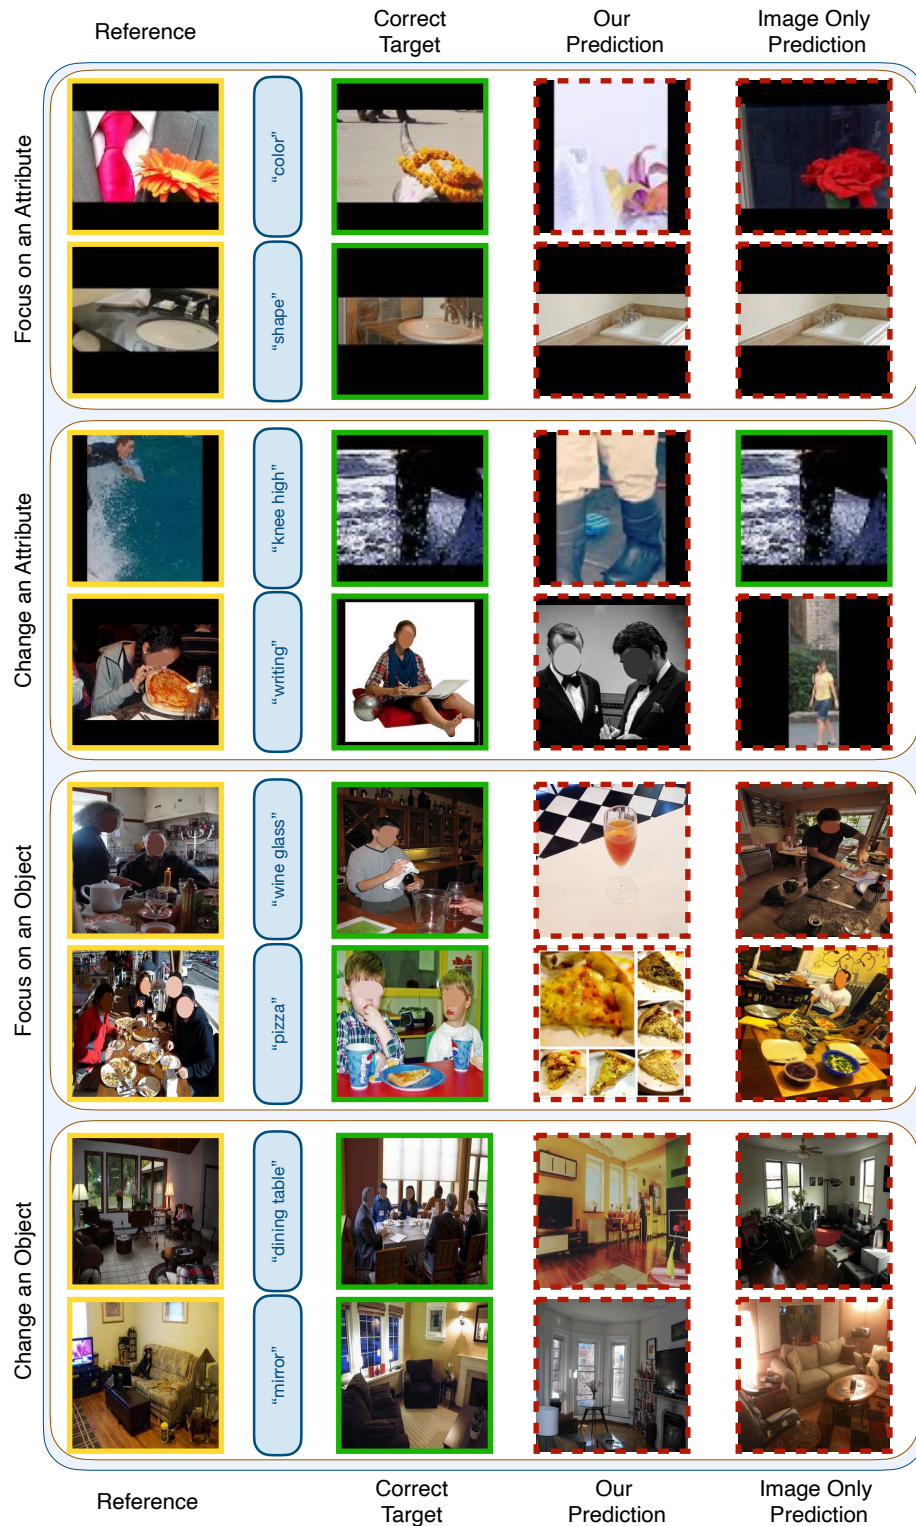 Reference
Correct
Target
Our
Prediction
Image Only
Prediction
Focus on an Attribute
“color”
“shape”
Change an Attribute
“knee high”
“writing”
Focus on an Object
“wine glass”
“pizza”
Change an Object
“dining table”
“mirror”
Reference
Correct
Target
Our
Prediction
Image Only
Prediction